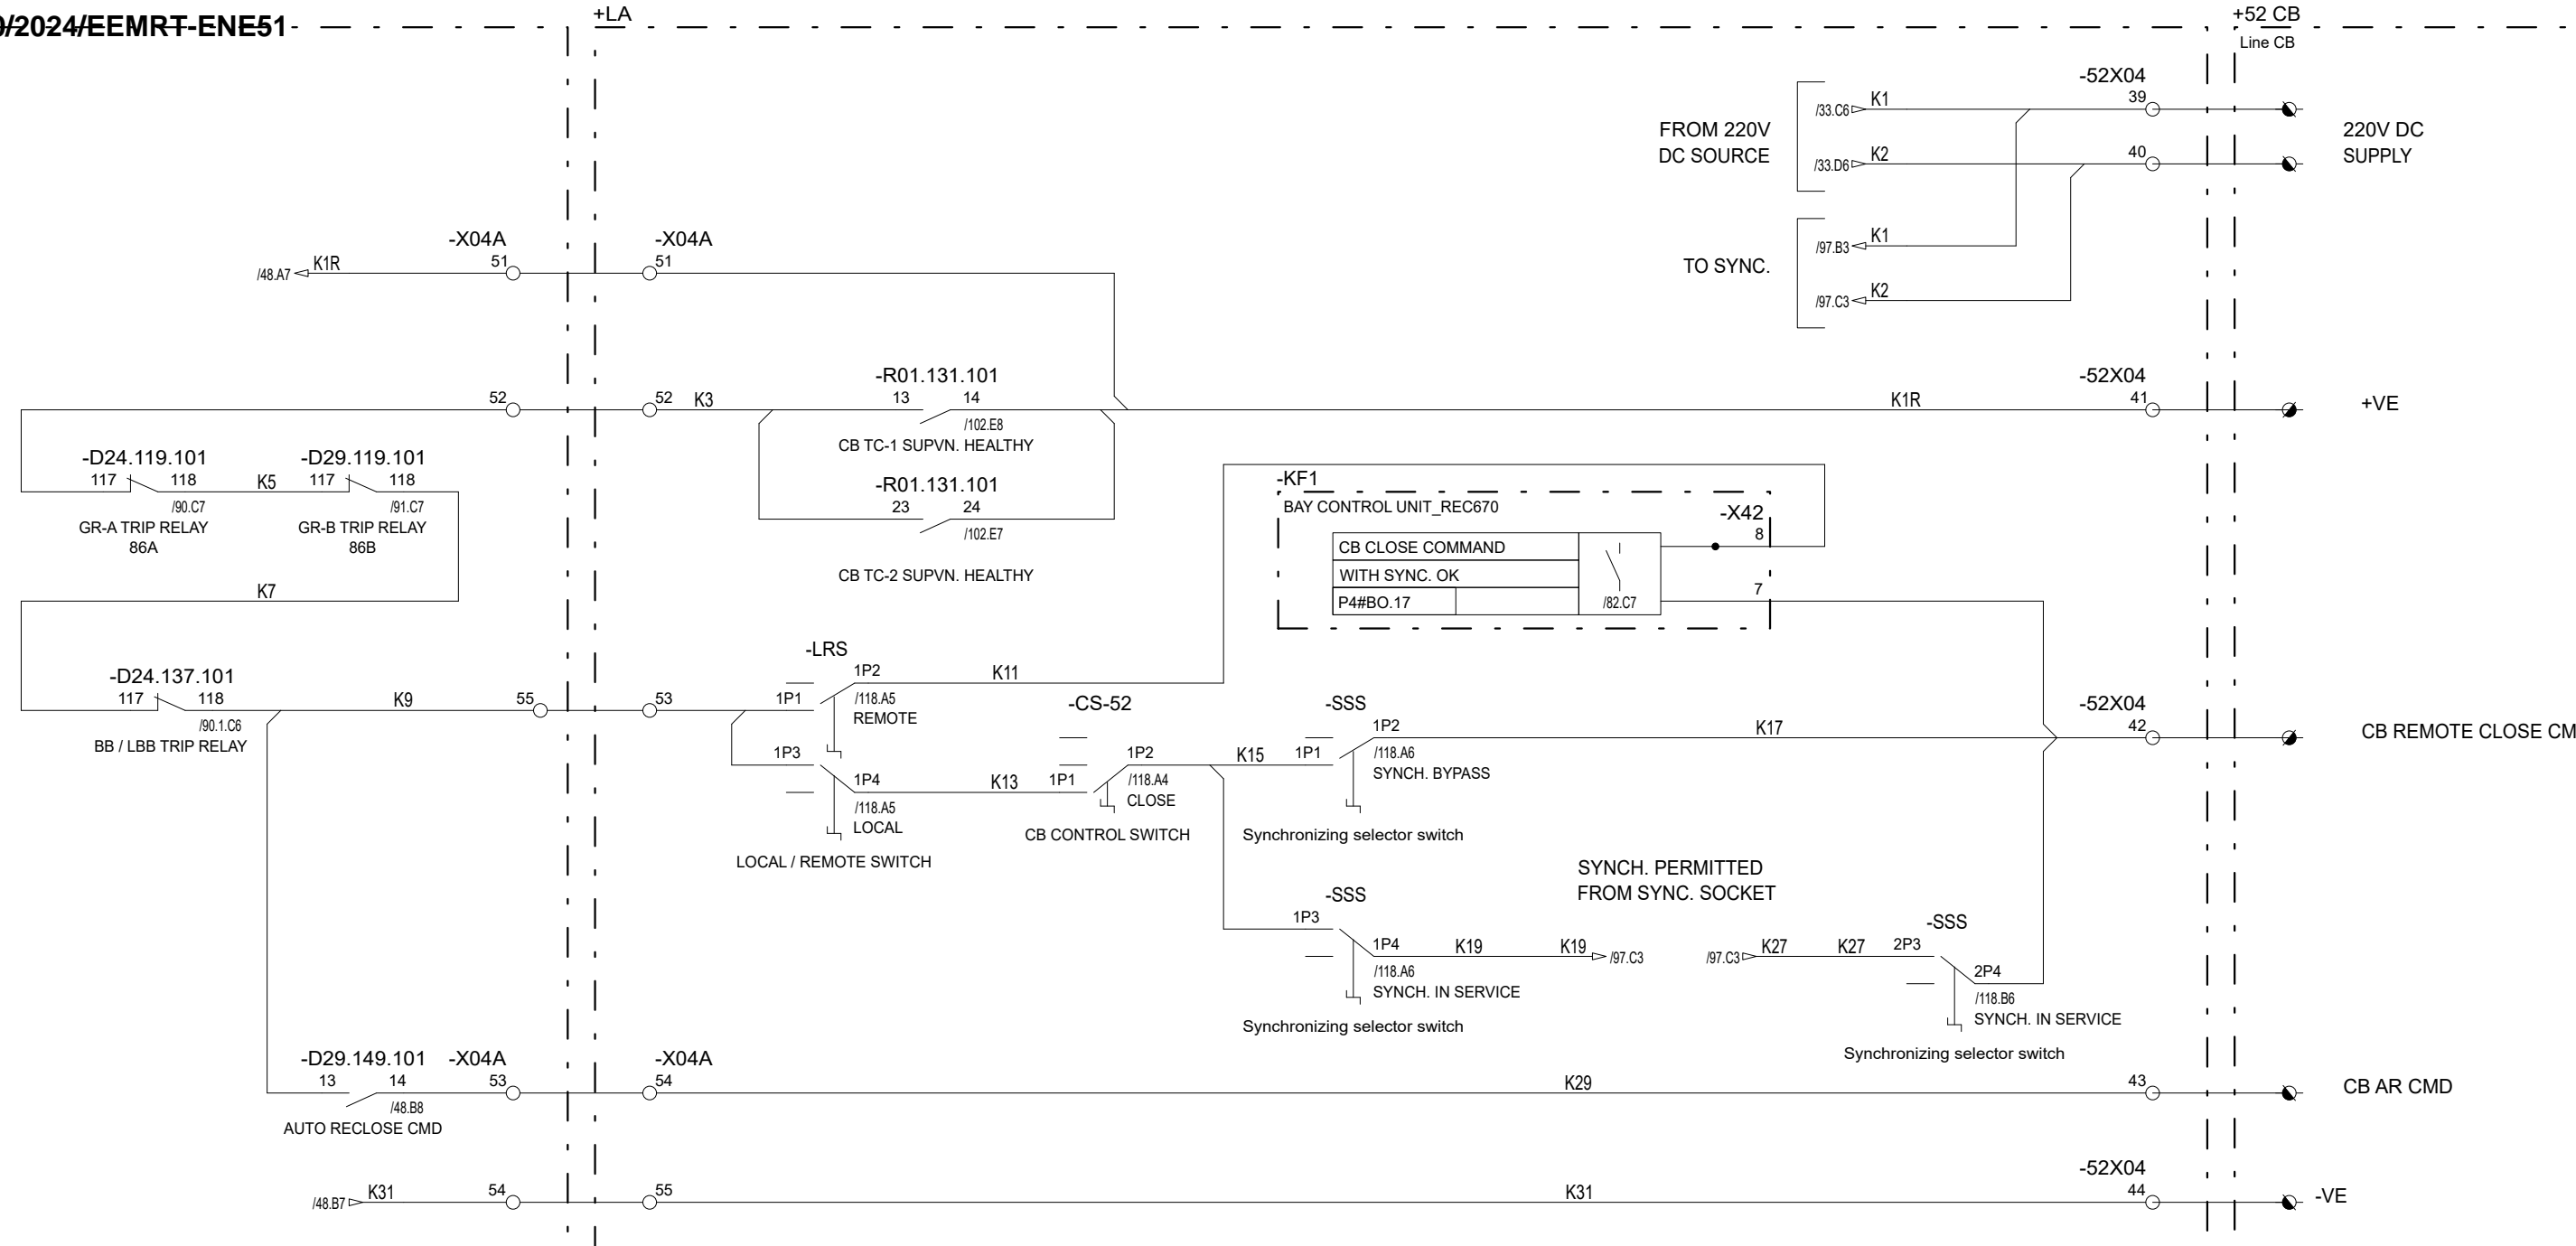 0/2024/EEMRT-ENE51
+LA
+52 CB
Line CB
-52X04
FROM 220V
DC SOURCE
/33.C6
K1
39
220V DC
SUPPLY
/33.D6
K2
40
TO SYNC.
/97.B3
K1
/97.C3
K2
-X04A
-X04A
/48.A7
K1R
51
51
52
52
K3
-R01.131.101
13
14
/102.E8
CB TC-1 SUPVN. HEALTHY
K1R
-52X04
41
+VE
-D24.119.101
117
118
/90.C7
GR-A TRIP RELAY
86A
K5
-D29.119.101
117
118
/91.C7
GR-B TRIP RELAY
86B
-R01.131.101
23
24
/102.E7
CB TC-2 SUPVN. HEALTHY
-KF1
BAY CONTROL UNIT_REC670
-X42
8
CB CLOSE COMMAND
WITH SYNC. OK
P4#BO.17
/82.C7
7
K7
-D24.137.101
117
118
/90.1.C6
BB / LBB TRIP RELAY
K9
55
53
-LRS
1P1
1P2
/118.A5
REMOTE
K11
1P3
1P4
/118.A5
LOCAL
LOCAL / REMOTE SWITCH
K13
-CS-52
1P1
1P2
/118.A4
CLOSE
CB CONTROL SWITCH
K15
-SSS
1P1
1P2
/118.A6
SYNCH. BYPASS
Synchronizing selector switch
K17
-52X04
42
CB REMOTE CLOSE CM
SYNCH. PERMITTED
FROM SYNC. SOCKET
-SSS
1P3
1P4
/118.A6
SYNCH. IN SERVICE
Synchronizing selector switch
K19
K19
/97.C3
/97.C3
K27
K27
-SSS
2P3
2P4
/118.B6
SYNCH. IN SERVICE
Synchronizing selector switch
-D29.149.101
13
14
/48.B8
AUTO RECLOSE CMD
-X04A
53
-X04A
54
K29
43
CB AR CMD
/48.B7
K31
54
55
K31
-52X04
44
-VE